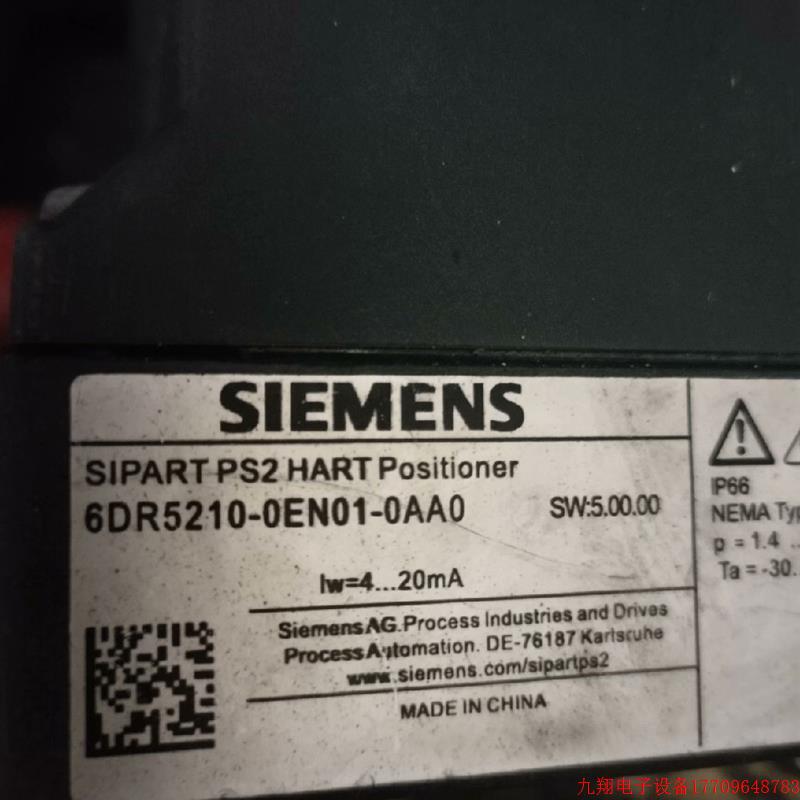 SIEMENS
SIPART PS2 HART Positioner
6DR5210-0EN01-0AA0 SW:5.00.00
Iw=4...20mA
Siemens AG.Process Industries and Drives
Process Automation. DE-76187 Karlsruhe
www.siemens.com/sipartps2
MADE IN CHINA
IP66
NEMA
p = 1.4 ..
Ta = -30.
九翔电子设备17709648783